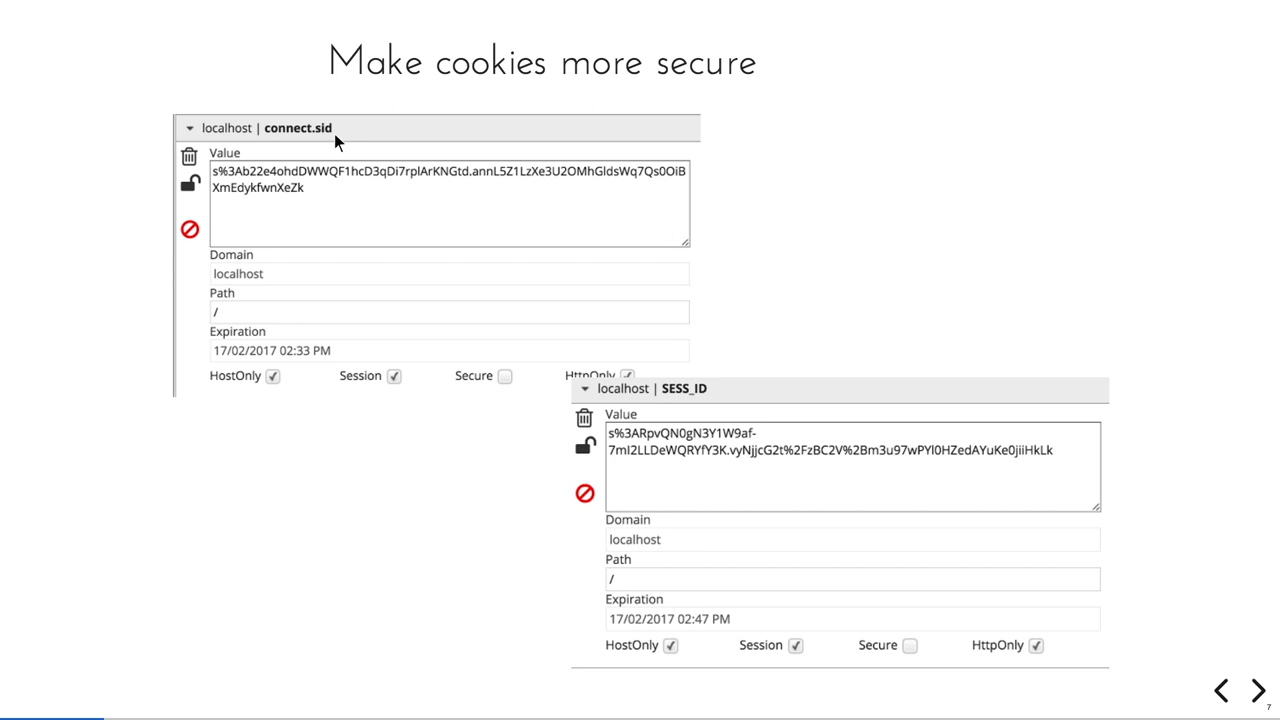 Make cookies more secure
localhost | connect.sid
Value
s%3Ab22e4ohdDWWQF1hcD3qDi7rplArKNGtd.annL5Z1LzXe3U2OMhGldsWq7Qs0OiB
XmEdykfwnXeZk
Domain
localhost
Path
/
Expiration
17/02/2017 02:33 PM
HostOnly Session Secure HttpOnly
localhost | SESS_ID
Value
s%3ARpvQN0gN3Y1W9af-
7mI2LLDeWQRYfY3K.vyNjjcG2t%2FzBC2V%2Bm3u97wPYl0HZedAYuKe0jiiHkLk
Domain
localhost
Path
/
Expiration
17/02/2017 02:47 PM
HostOnly Session Secure HttpOnly
7